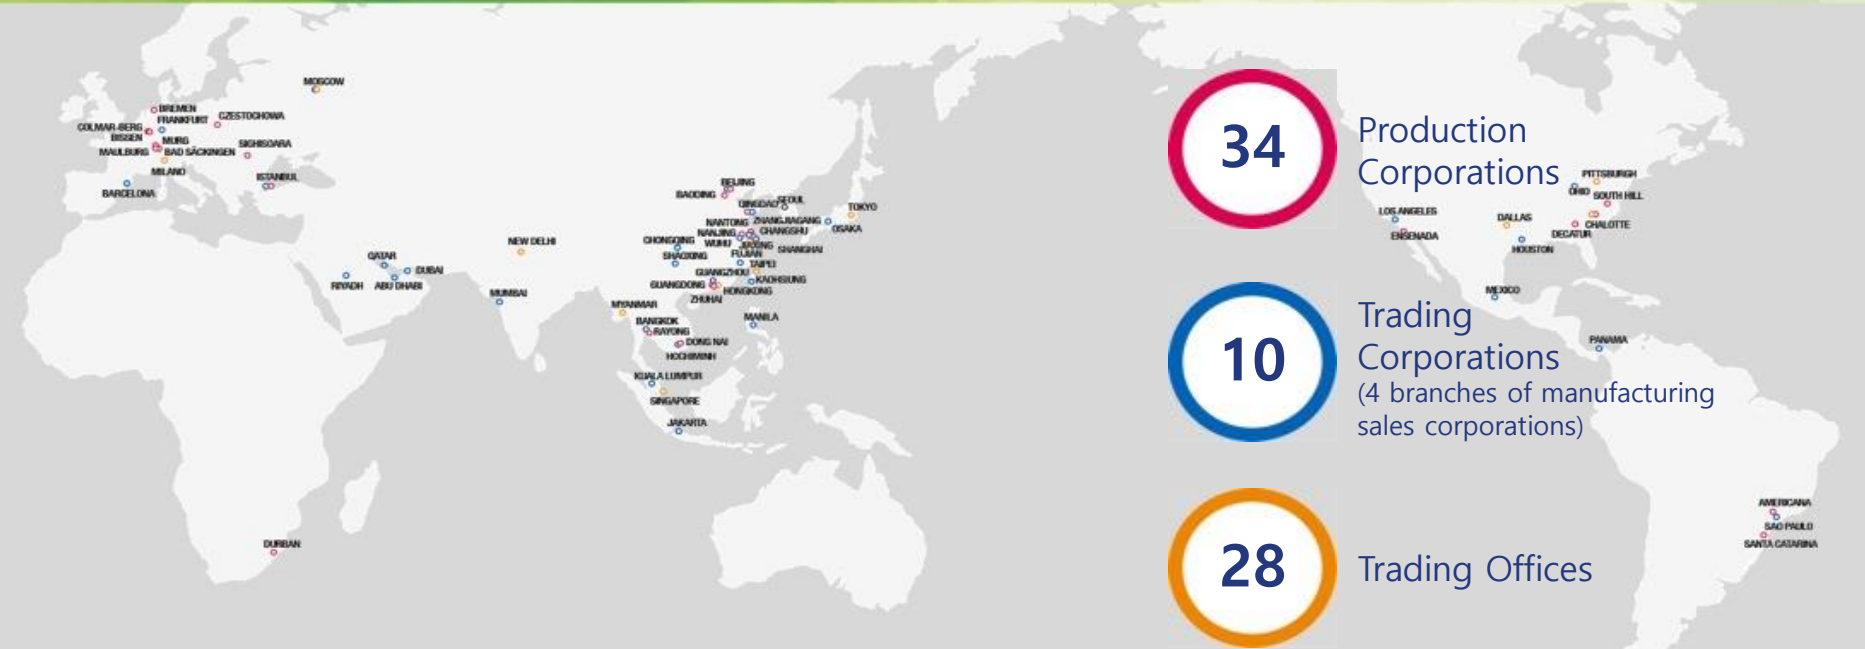 MOSCOW
BREMEN
FRANKFURT
CZESTOCHOWA
COLMAR-BERG
BISSEN
MURG
MAULBURG
BAD SÄCKINGEN
SIGHISOARA
MILANO
ISTANBUL
BARCELONA
BEIJING
BAODING
QINGDAO
SEOUL
TOKYO
NANTONG
ZHANGJIAGANG
OSAKA
NANJING
CHANGSHU
CHONGQING
WUHU
JIAXING
SHANGHAI
SHAOXING
FUJIAN
TAIPEI
GUANGZHOU
KAOHSIUNG
GUANGDONG
HONGKONG
ZHUHAI
NEW DELHI
QATAR
DUBAI
RIYADH
ABU DHABI
MUMBAI
MYANMAR
BANGKOK
RAYONG
MANILA
DONG NAI
HOCHIMINH
KUALA LUMPUR
SINGAPORE
JAKARTA
DURBAN
34
Production
Corporations
10
Trading
Corporations
(4 branches of manufacturing
sales corporations)
28
Trading Offices
PITTSBURGH
OHIO
SOUTH HILL
LOS ANGELES
DALLAS
CHALOTTE
ENSENADA
DECATUR
HOUSTON
MEXICO
PANAMA
AMERICANA
SAO PAULO
SANTA CATARINA